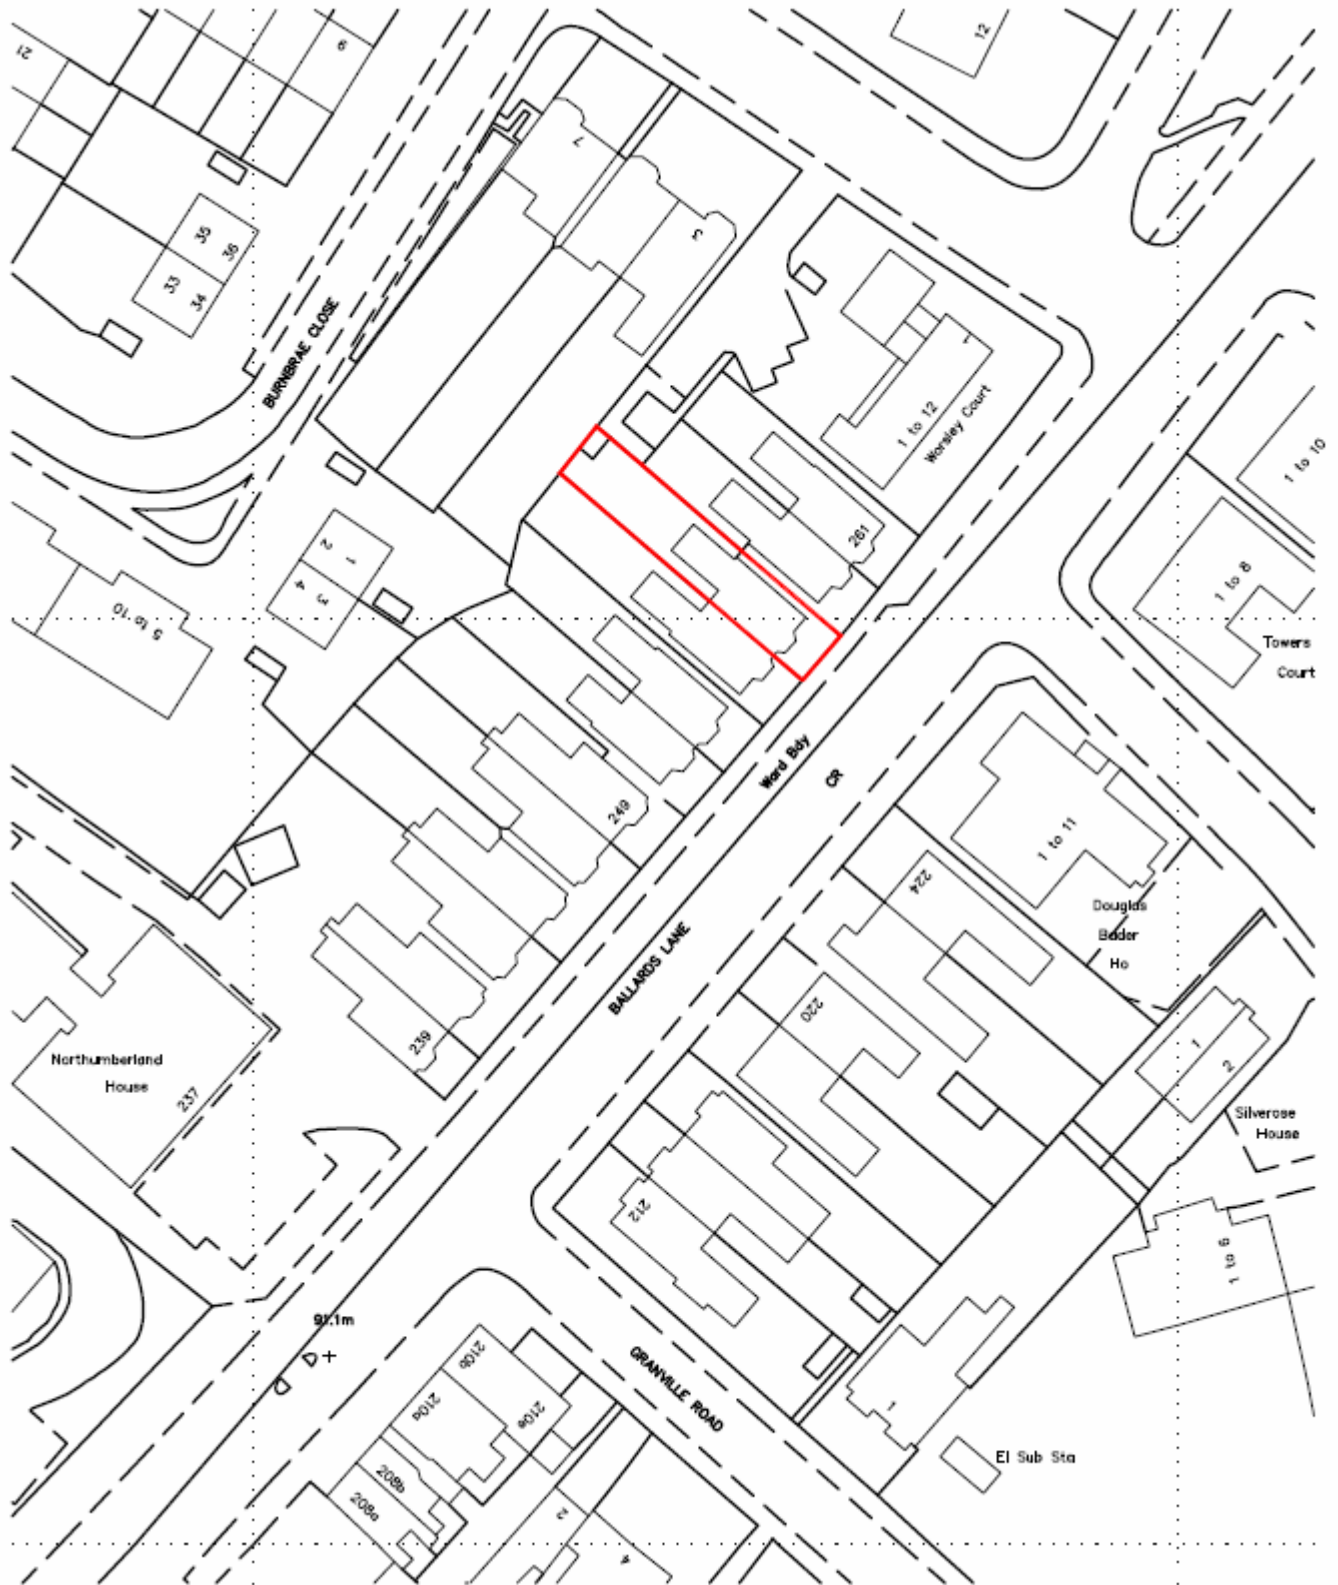 21
9
12
7
3
35
36
33
34
BURNBRAE CLOSE
1
1 to 12
Worsley Court
1 to 10
261
1 to 8
2
1
4
3
5 to 10
Towers
Court
Ward Bdy
CR
249
1 to 11
224
Douglas
Bader
Ho
BALLARDS LANE
220
239
Northumberland
House
237
1
2
Silverose
House
212
1 to 6
91.1m
210b
GRANVILLE ROAD
210a
210e
1
El Sub Sta
208b
208a
2
4